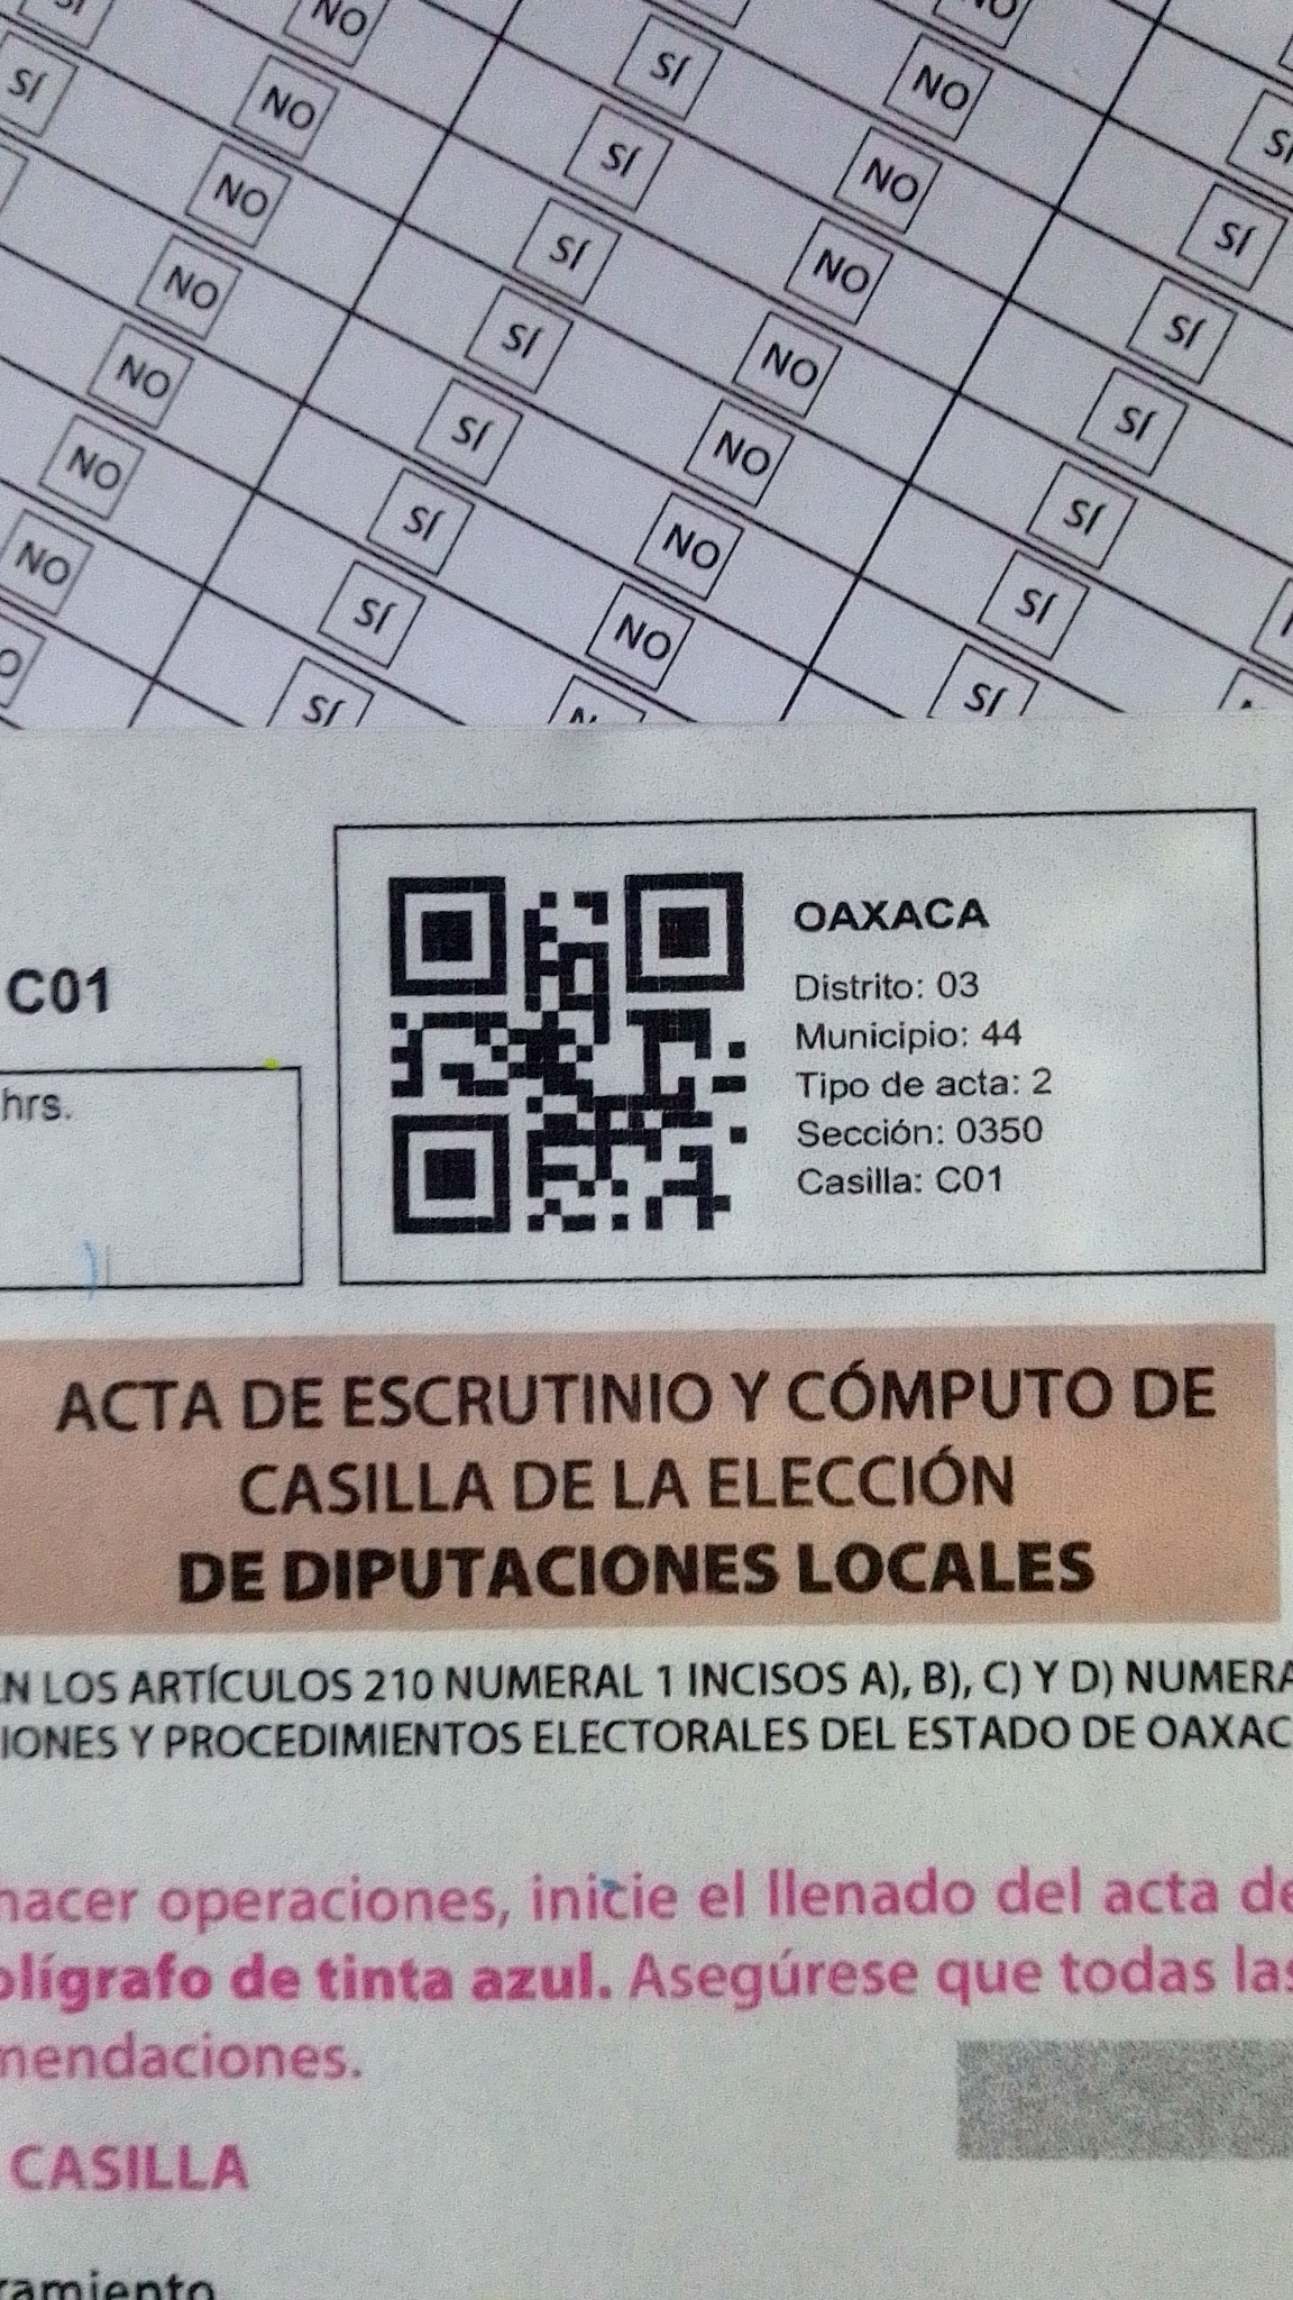 SÍ NO SÍ NO
SÍ NO SÍ NO SÍ
NO SÍ NO SÍ
NO SÍ NO SÍ
NO SÍ NO SÍ
NO SÍ NO SÍ
NO SÍ NO SÍ
SÍ SÍ
C01
hrs.
OAXACA
Distrito: 03
Municipio: 44
Tipo de acta: 2
Sección: 0350
Casilla: C01
ACTA DE ESCRUTINIO Y CÓMPUTO DE
CASILLA DE LA ELECCIÓN
DE DIPUTACIONES LOCALES
EN LOS ARTÍCULOS 210 NUMERAL 1 INCISOS A), B), C) Y D) NUMERA
IONES Y PROCEDIMIENTOS ELECTORALES DEL ESTADO DE OAXAC
hacer operaciones, inicie el llenado del acta de
olígrafo de tinta azul. Asegúrese que todas las
mendaciones.
CASILLA
ramiento